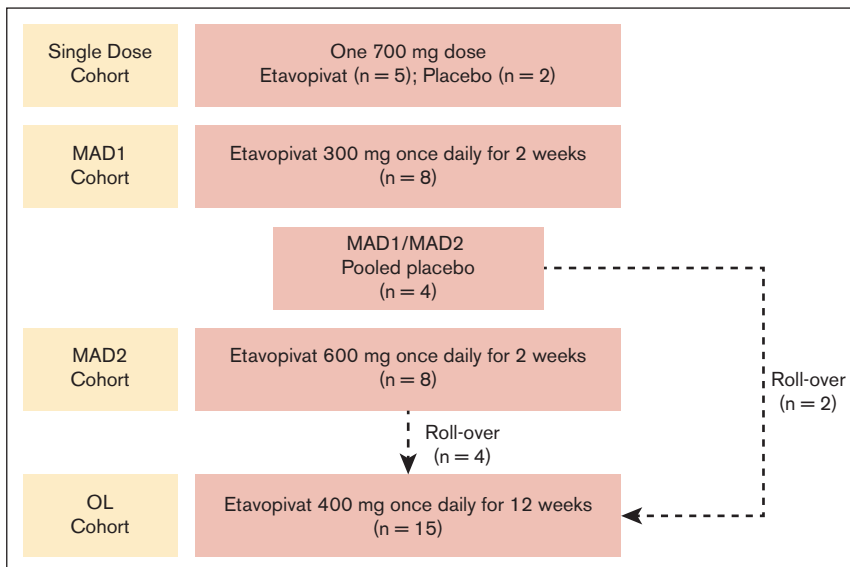 Single Dose
Cohort
One 700 mg dose
Etavopivat (n = 5); Placebo (n = 2)
MAD1
Cohort
Etavopivat 300 mg once daily for 2 weeks
(n = 8)
MAD1/MAD2
Pooled placebo
(n = 4)
MAD2
Cohort
Etavopivat 600 mg once daily for 2 weeks
(n = 8)
Roll-over
(n = 2)
Roll-over
(n = 4)
OL
Cohort
Etavopivat 400 mg once daily for 12 weeks
(n = 15)